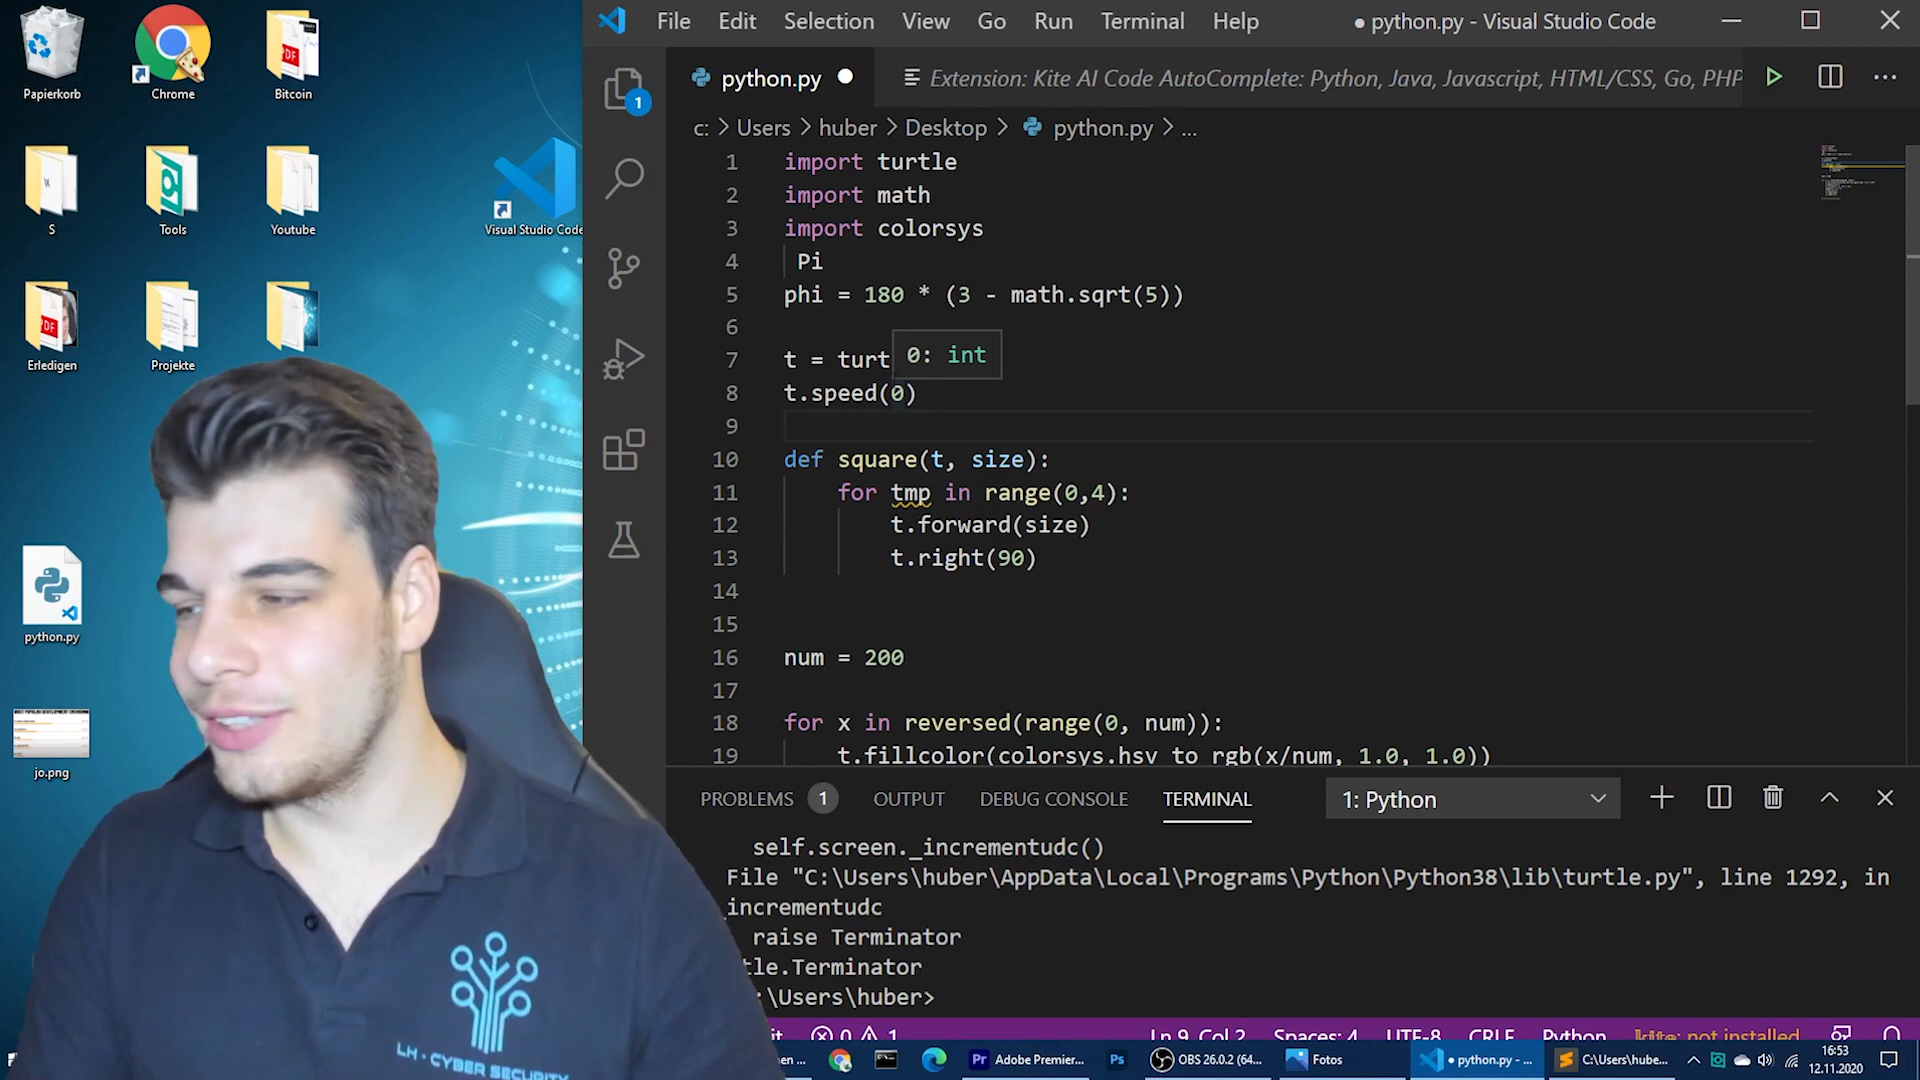 Papierkorb
Chrome
Bitcoin
S
Tools
Youtube
Visual Studio Code
Erledigen
Projekte
python.py
jo.png
File Edit Selection View Go Run Terminal Help
● python.py - Visual Studio Code
python.py
Extension: Kite AI Code AutoComplete: Python, Java, Javascript, HTML/CSS, Go, PHP
1
c: > Users > huber > Desktop > python.py > ...
1 import turtle
2 import math
3 import colorsys
4 Pi
5 phi = 180 * (3 - math.sqrt(5))
6
7 t = turt
0: int
8 t.speed(0)
9
10 def square(t, size):
11 for tmp in range(0,4):
12 t.forward(size)
13 t.right(90)
14
15
16 num = 200
17
18 for x in reversed(range(0, num)):
19 t.fillcolor(colorsys.hsv_to_rgb(x/num, 1.0, 1.0))
PROBLEMS 1 OUTPUT DEBUG CONSOLE TERMINAL 1: Python
self.screen._incrementudc()
File "C:\Users\huber\AppData\Local\Programs\Python\Python38\lib\turtle.py", line 1292, in
_incrementudc
raise Terminator
tle.Terminator
:\Users\huber>
0 1 Ln 9, Col 2 Spaces: 4 UTF-8 CRLF Python kite: not installed
LH - CYBER SECURITY
en ... Adobe Premier... OBS 26.0.2 (64... Fotos ● python.py - ... C:\Users\hube...
Pr
Ps
16:53
12.11.2020